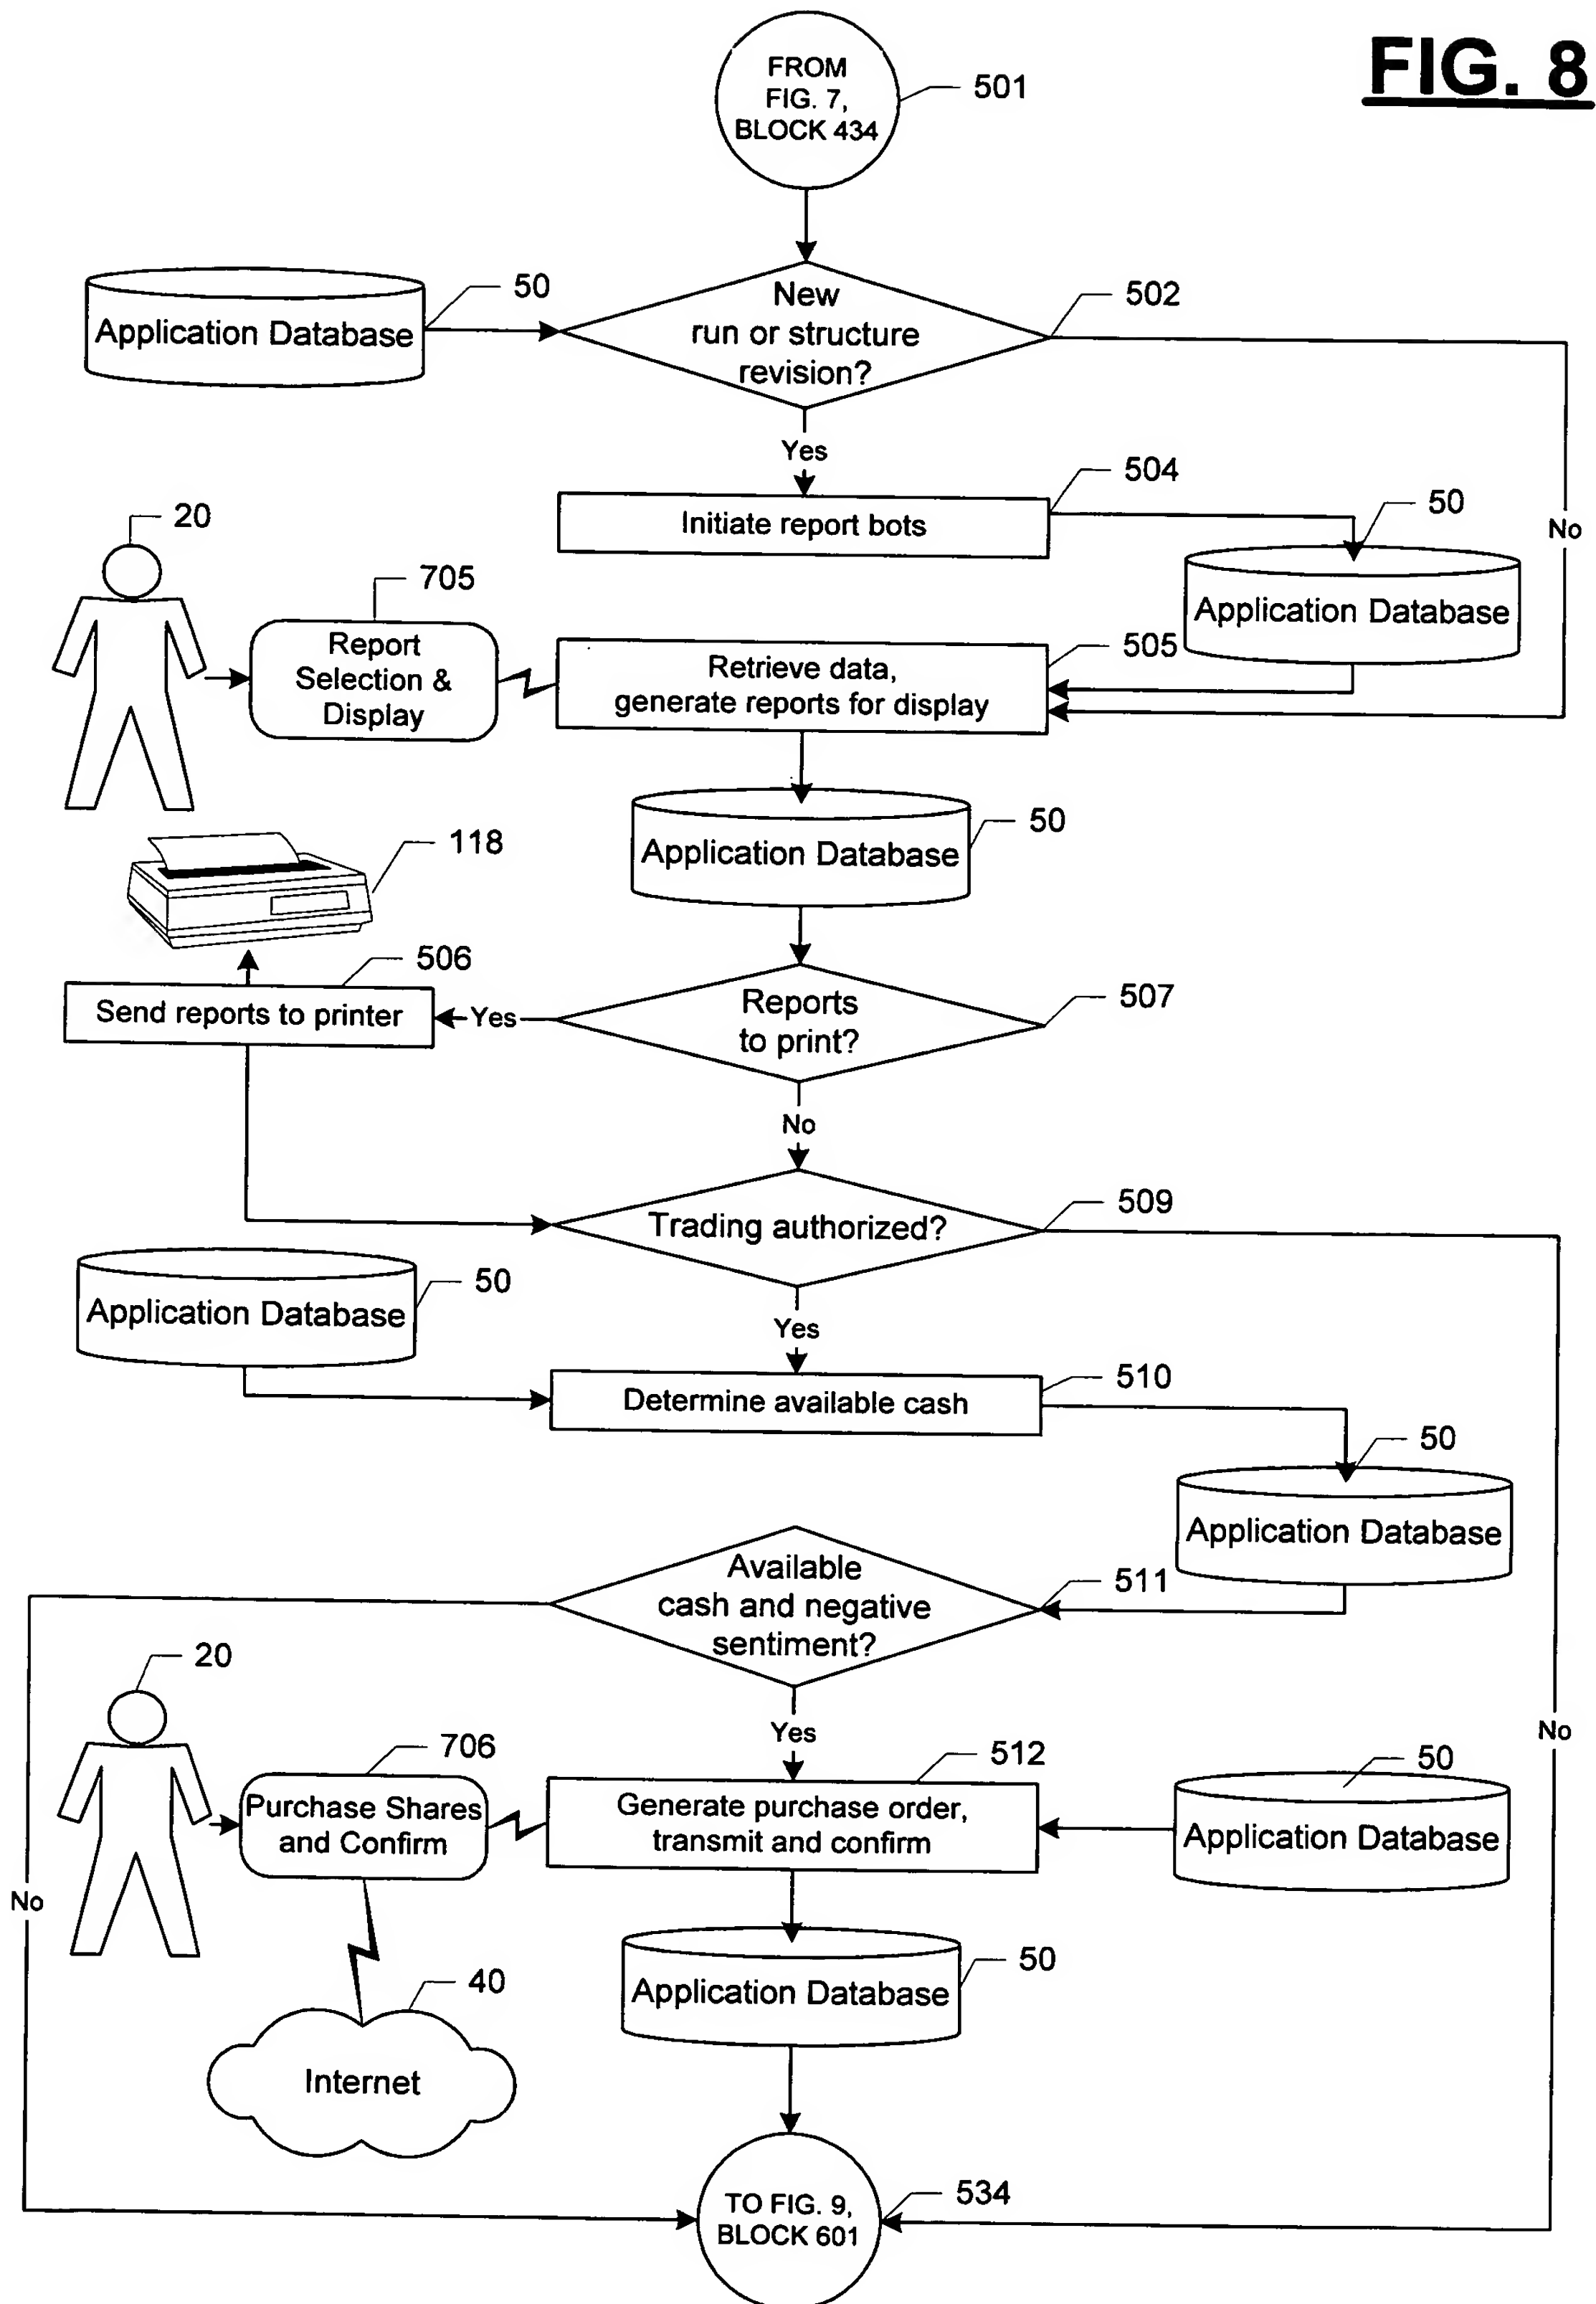 FIG. 8
FROM
FIG. 7,
BLOCK 434
501
50
Application Database
New
run or structure
revision?
502
Yes
504
Initiate report bots
50
No
Application Database
20
705
Report
Selection &
Display
505
Retrieve data,
generate reports for display
50
Application Database
118
506
Send reports to printer
Yes
Reports
to print?
507
No
Trading authorized?
509
50
Application Database
Yes
510
Determine available cash
50
Application Database
Available
cash and negative
sentiment?
511
20
Yes
No
706
Purchase Shares
and Confirm
512
Generate purchase order,
transmit and confirm
50
Application Database
No
50
Application Database
40
Internet
TO FIG. 9,
BLOCK 601
534